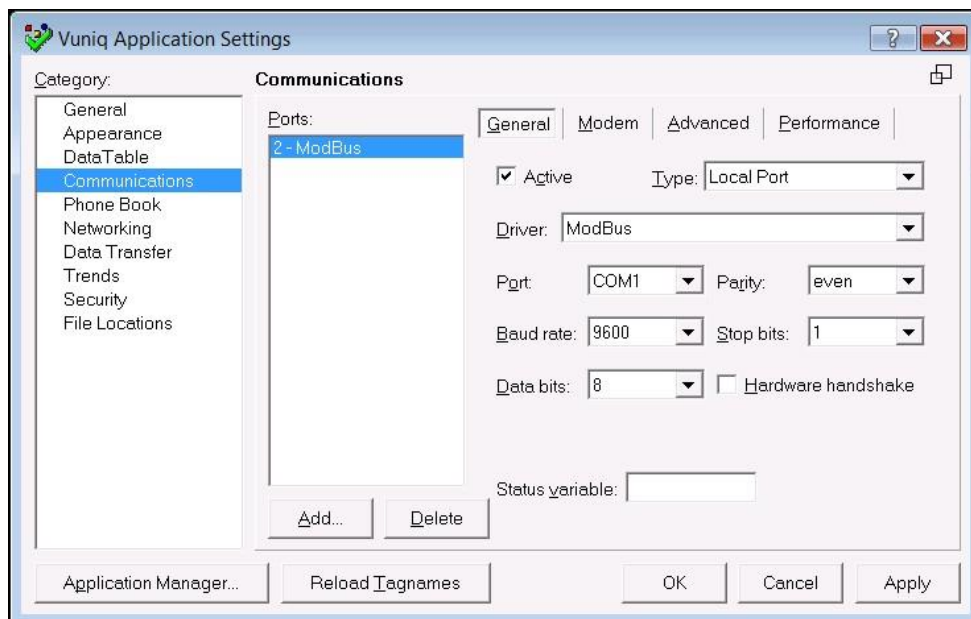 Vuniq Application Settings
Category:
General
Appearance
DataTable
Communications
Phone Book
Networking
Data Transfer
Trends
Security
File Locations
Communications
Ports:
2 - ModBus
Add...
Delete
General Modem Advanced Performance
Active Type: Local Port
Driver: ModBus
Port: COM1 Parity: even
Baud rate: 9600 Stop bits: 1
Data bits: 8 Hardware handshake
Status variable:
Application Manager... Reload Tagnames OK Cancel Apply